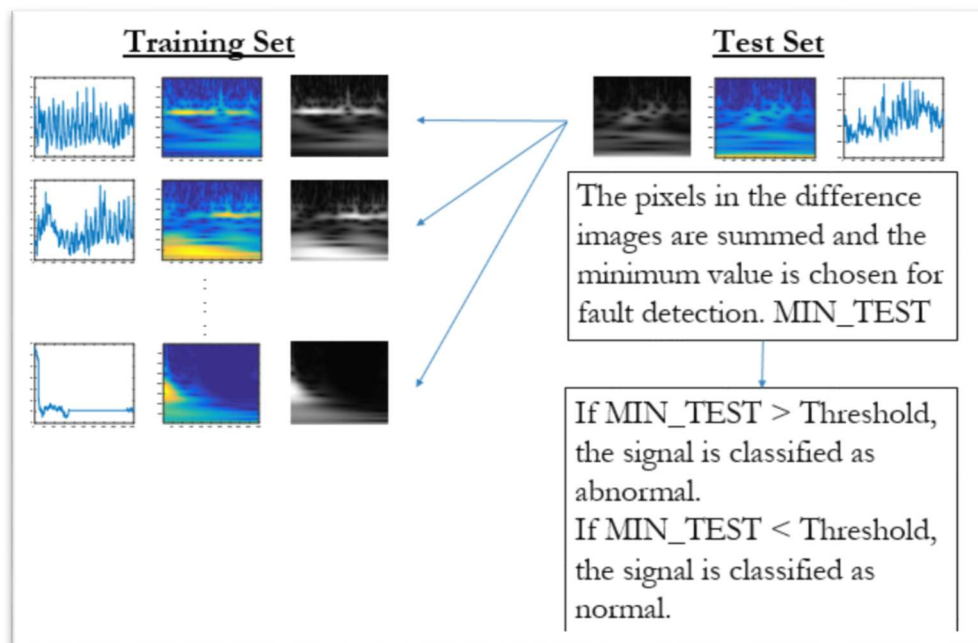 Training Set
Test Set
The pixels in the difference
images are summed and the
minimum value is chosen for
fault detection. MIN_TEST
If MIN_TEST > Threshold,
the signal is classified as
abnormal.
If MIN_TEST < Threshold,
the signal is classified as
normal.